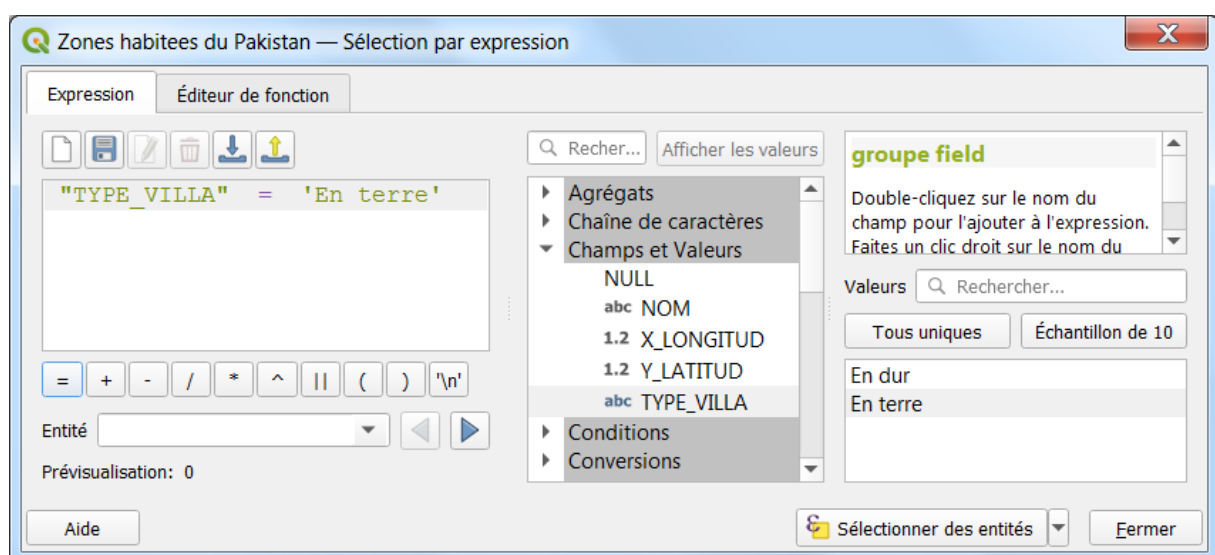 Zones habitees du Pakistan — Sélection par expression
X
Expression
Éditeur de fonction
"TYPE_VILLA" = 'En terre'
= + - / * ^ || ( ) '\n'
Entité
Prévisualisation: 0
Recher... Afficher les valeurs
Agrégats
Chaîne de caractères
Champs et Valeurs
NULL
abc NOM
1.2 X_LONGITUD
1.2 Y_LATITUD
abc TYPE_VILLA
Conditions
Conversions
groupe field
Double-cliquez sur le nom du
champ pour l'ajouter à l'expression.
Faites un clic droit sur le nom du
Valeurs Rechercher...
Tous uniques
Échantillon de 10
En dur
En terre
Aide
Sélectionner des entités
Fermer